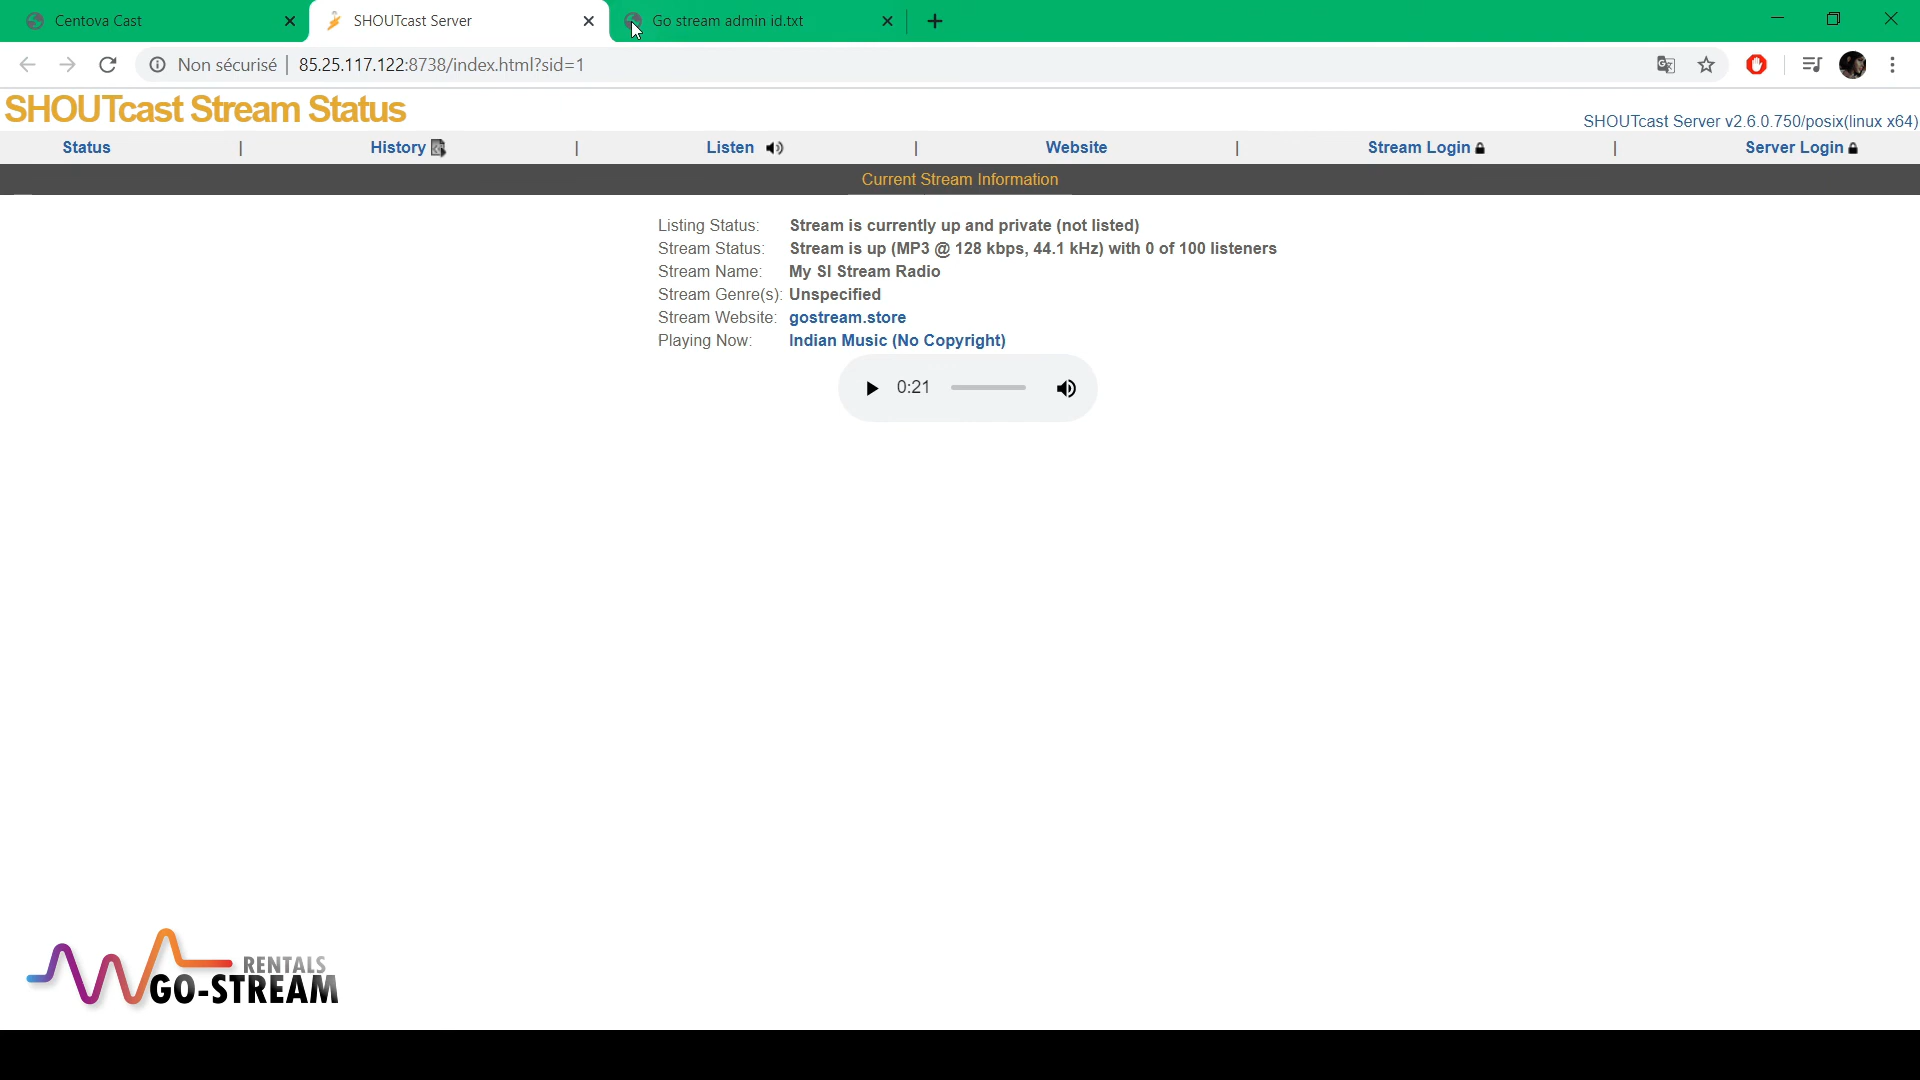 Centova Cast
SHOUTcast Server
Go stream admin id.txt
Non sécurisé | 85.25.117.122:8738/index.html?sid=1
SHOUTcast Stream Status
SHOUTcast Server v2.6.0.750/posix(linux x64)
Status | History | Listen | Website | Stream Login | Server Login
Current Stream Information
Listing Status: Stream is currently up and private (not listed)
Stream Status: Stream is up (MP3 @ 128 kbps, 44.1 kHz) with 0 of 100 listeners
Stream Name: My SI Stream Radio
Stream Genre(s): Unspecified
Stream Website: gostream.store
Playing Now: Indian Music (No Copyright)
0:21
RENTALS
GO-STREAM